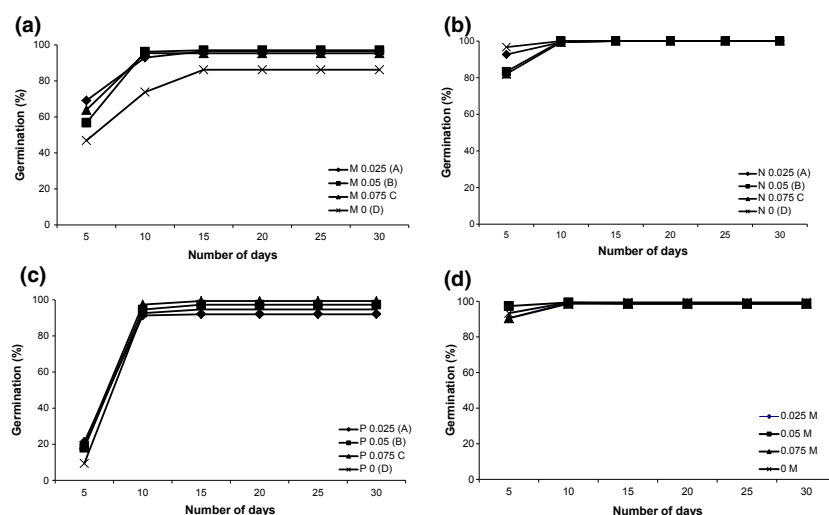 (a)
Germination (%)
100
80
60
40
20
0
5 10 15 20 25 30
Number of days
M 0.025 (A)
M 0.05 (B)
M 0.075 C
M 0 (D)
(b)
Germination (%)
100
80
60
40
20
0
5 10 15 20 25 30
Number of days
N 0.025 (A)
N 0.05 (B)
N 0.075 C
N 0 (D)
(c)
Germination (%)
100
80
60
40
20
0
5 10 15 20 25 30
Number of days
P 0.025 (A)
P 0.05 (B)
P 0.075 C
P 0 (D)
(d)
Germination (%)
100
80
60
40
20
0
5 10 15 20 25 30
Number of days
0.025 M
0.05 M
0.075 M
0 M